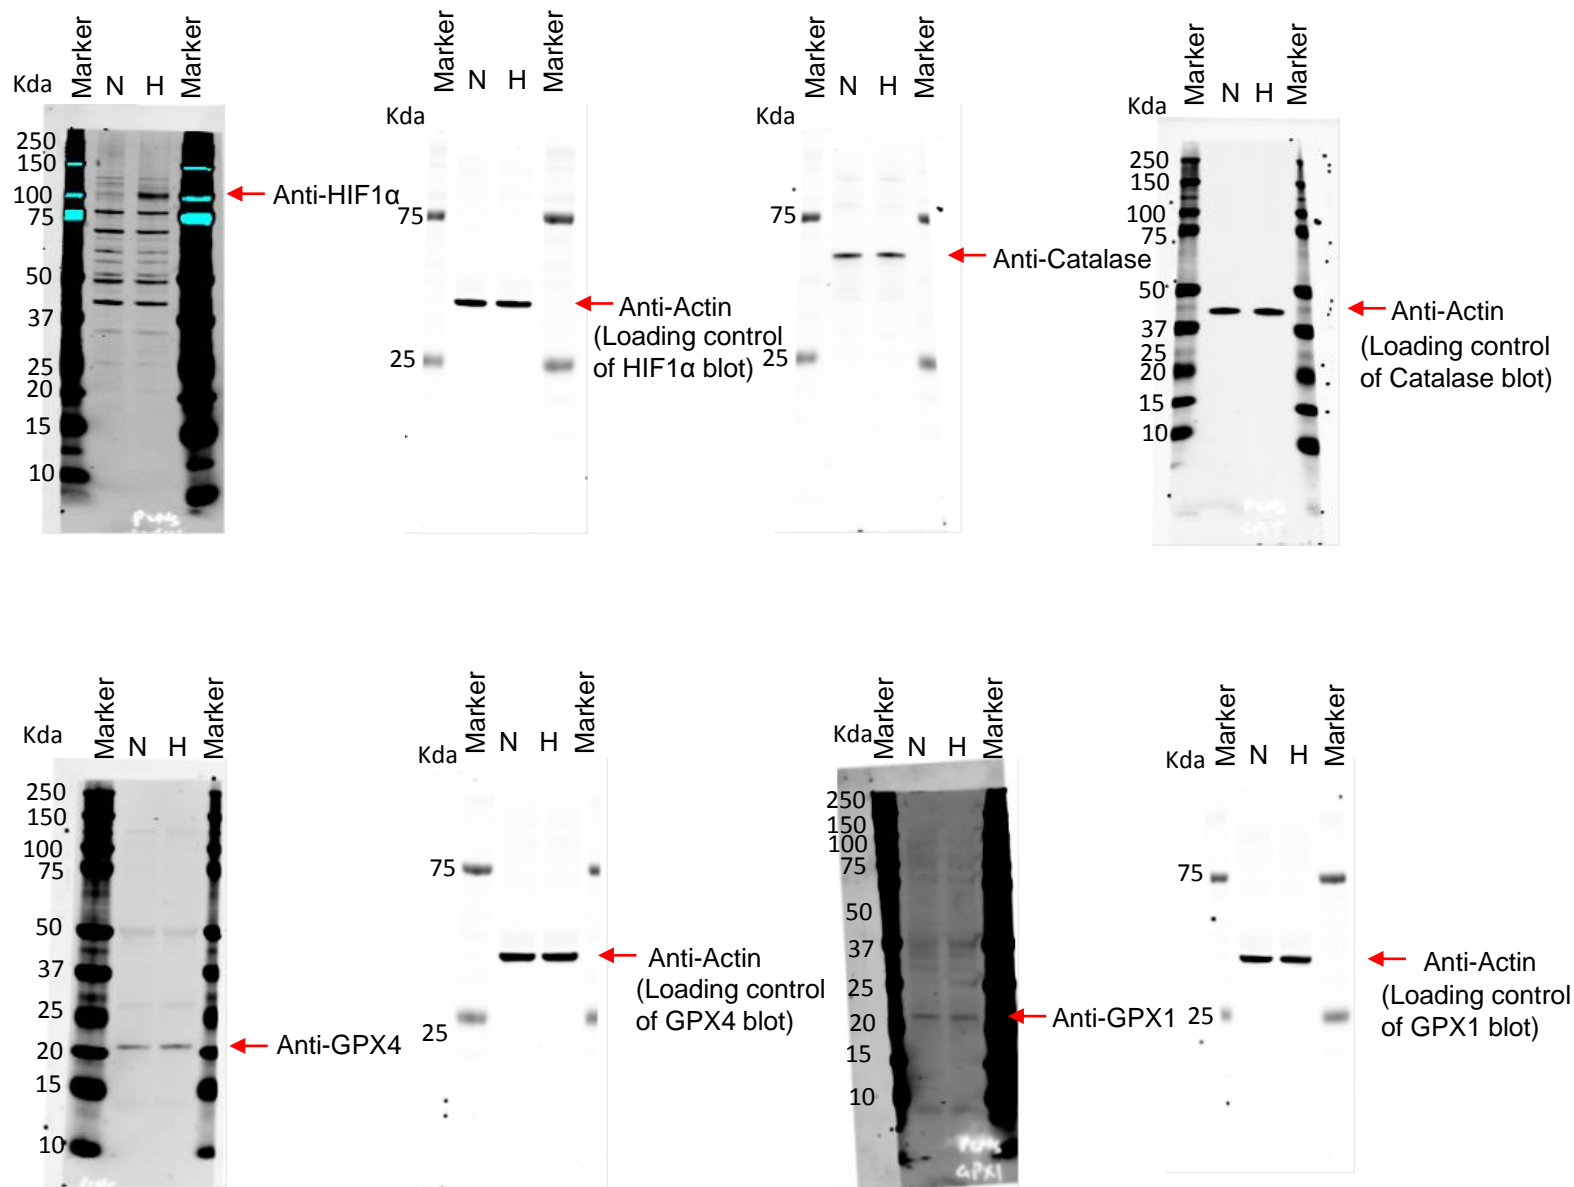 Kda Marker N H Marker
250
150
100
75
50
37
25
20
15
10
Anti-HIF1α
PCMS
Kda Marker N H Marker
75
25
Anti-Actin
(Loading control
of HIF1α blot)
Kda Marker N H Marker
75
25
Anti-Catalase
Kda Marker N H Marker
250
150
100
75
50
37
25
20
15
10
Anti-Actin
(Loading control
of Catalase blot)
CAT
Kda Marker N H Marker
250
150
100
75
50
37
25
20
15
10
Anti-GPX4
Kda Marker N H Marker
75
25
Anti-Actin
(Loading control
of GPX4 blot)
Kda Marker N H Marker
250
150
100
75
50
37
25
20
15
10
Anti-GPX1
PCMS
GPX1
Kda Marker N H Marker
75
25
Anti-Actin
(Loading control
of GPX1 blot)